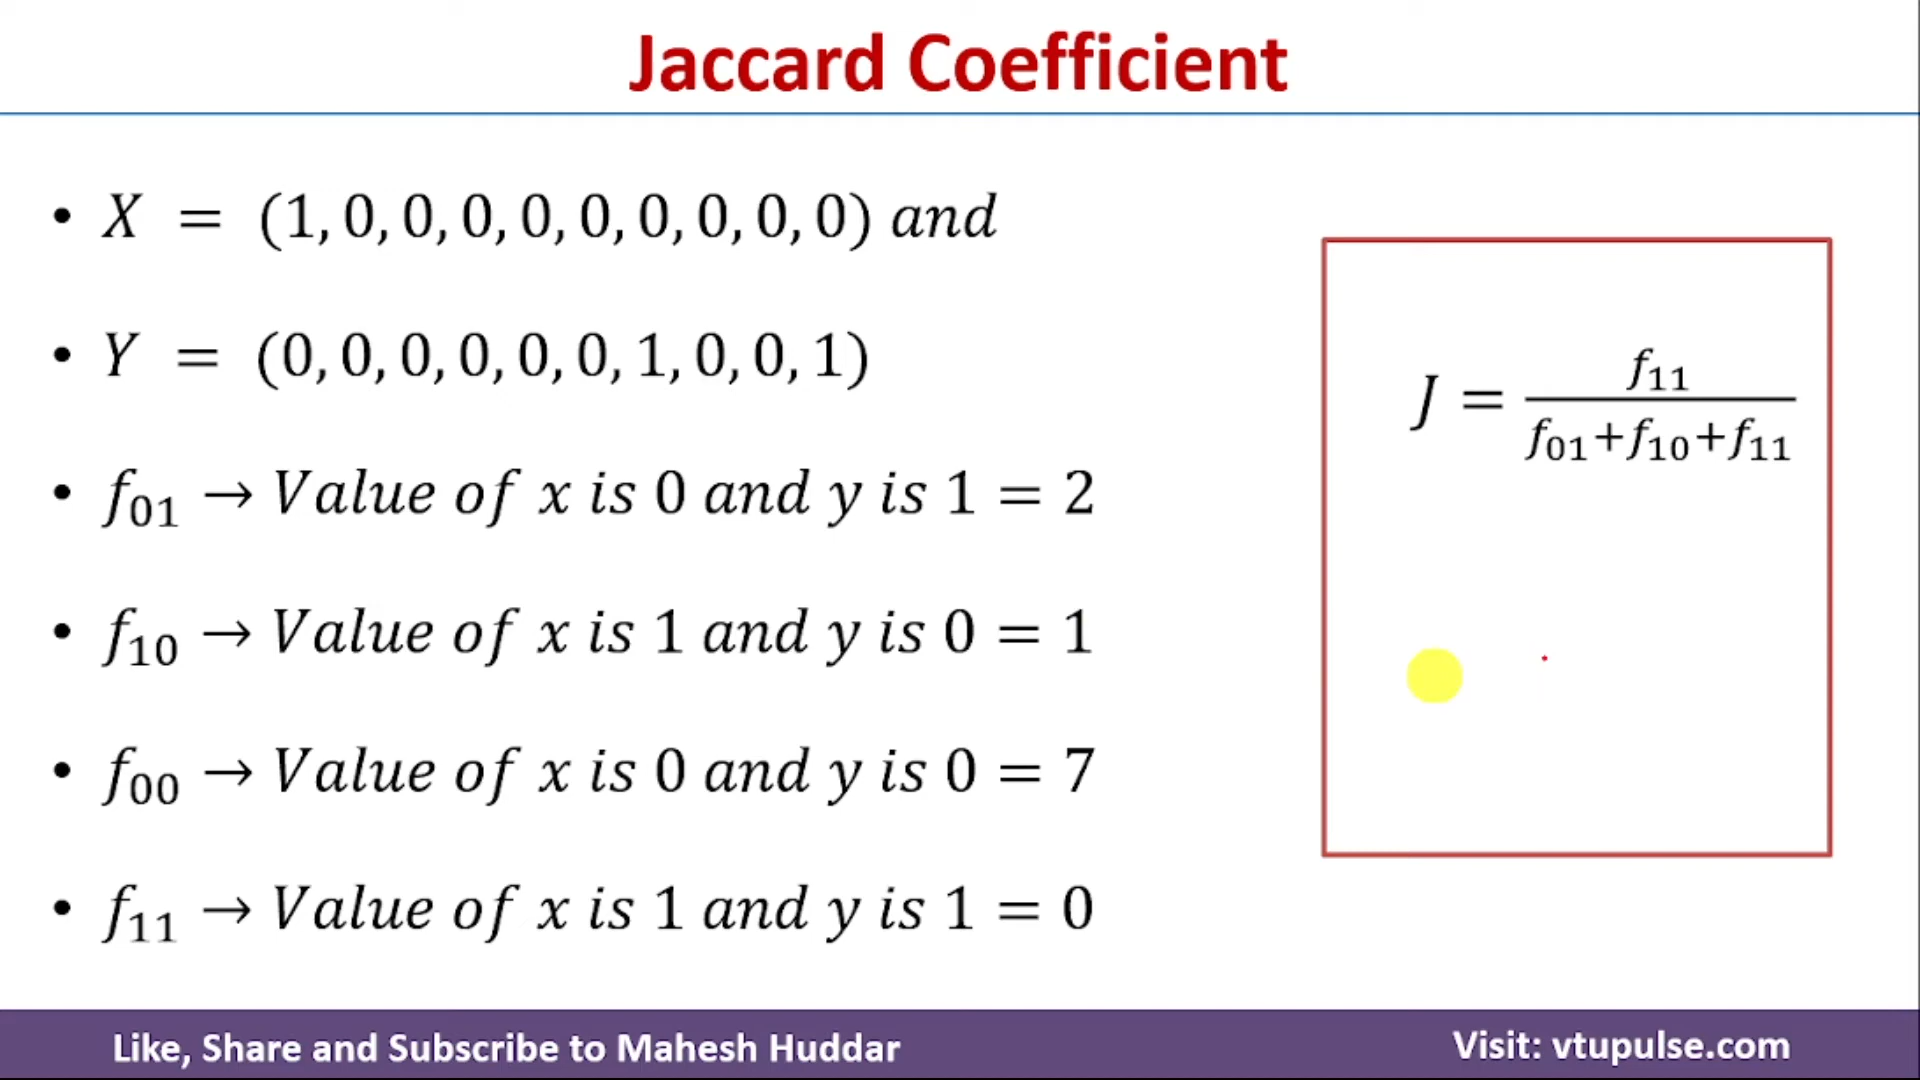 Jaccard Coefficient
• X = (1, 0, 0, 0, 0, 0, 0, 0, 0, 0) and
• Y = (0, 0, 0, 0, 0, 0, 1, 0, 0, 1)
• f₀₁ → Value of x is 0 and y is 1 = 2
• f₁₀ → Value of x is 1 and y is 0 = 1
• f₀₀ → Value of x is 0 and y is 0 = 7
• f₁₁ → Value of x is 1 and y is 1 = 0
J = f₁₁ / f₀₁+f₁₀+f₁₁
Like, Share and Subscribe to Mahesh Huddar
Visit: vtupulse.com